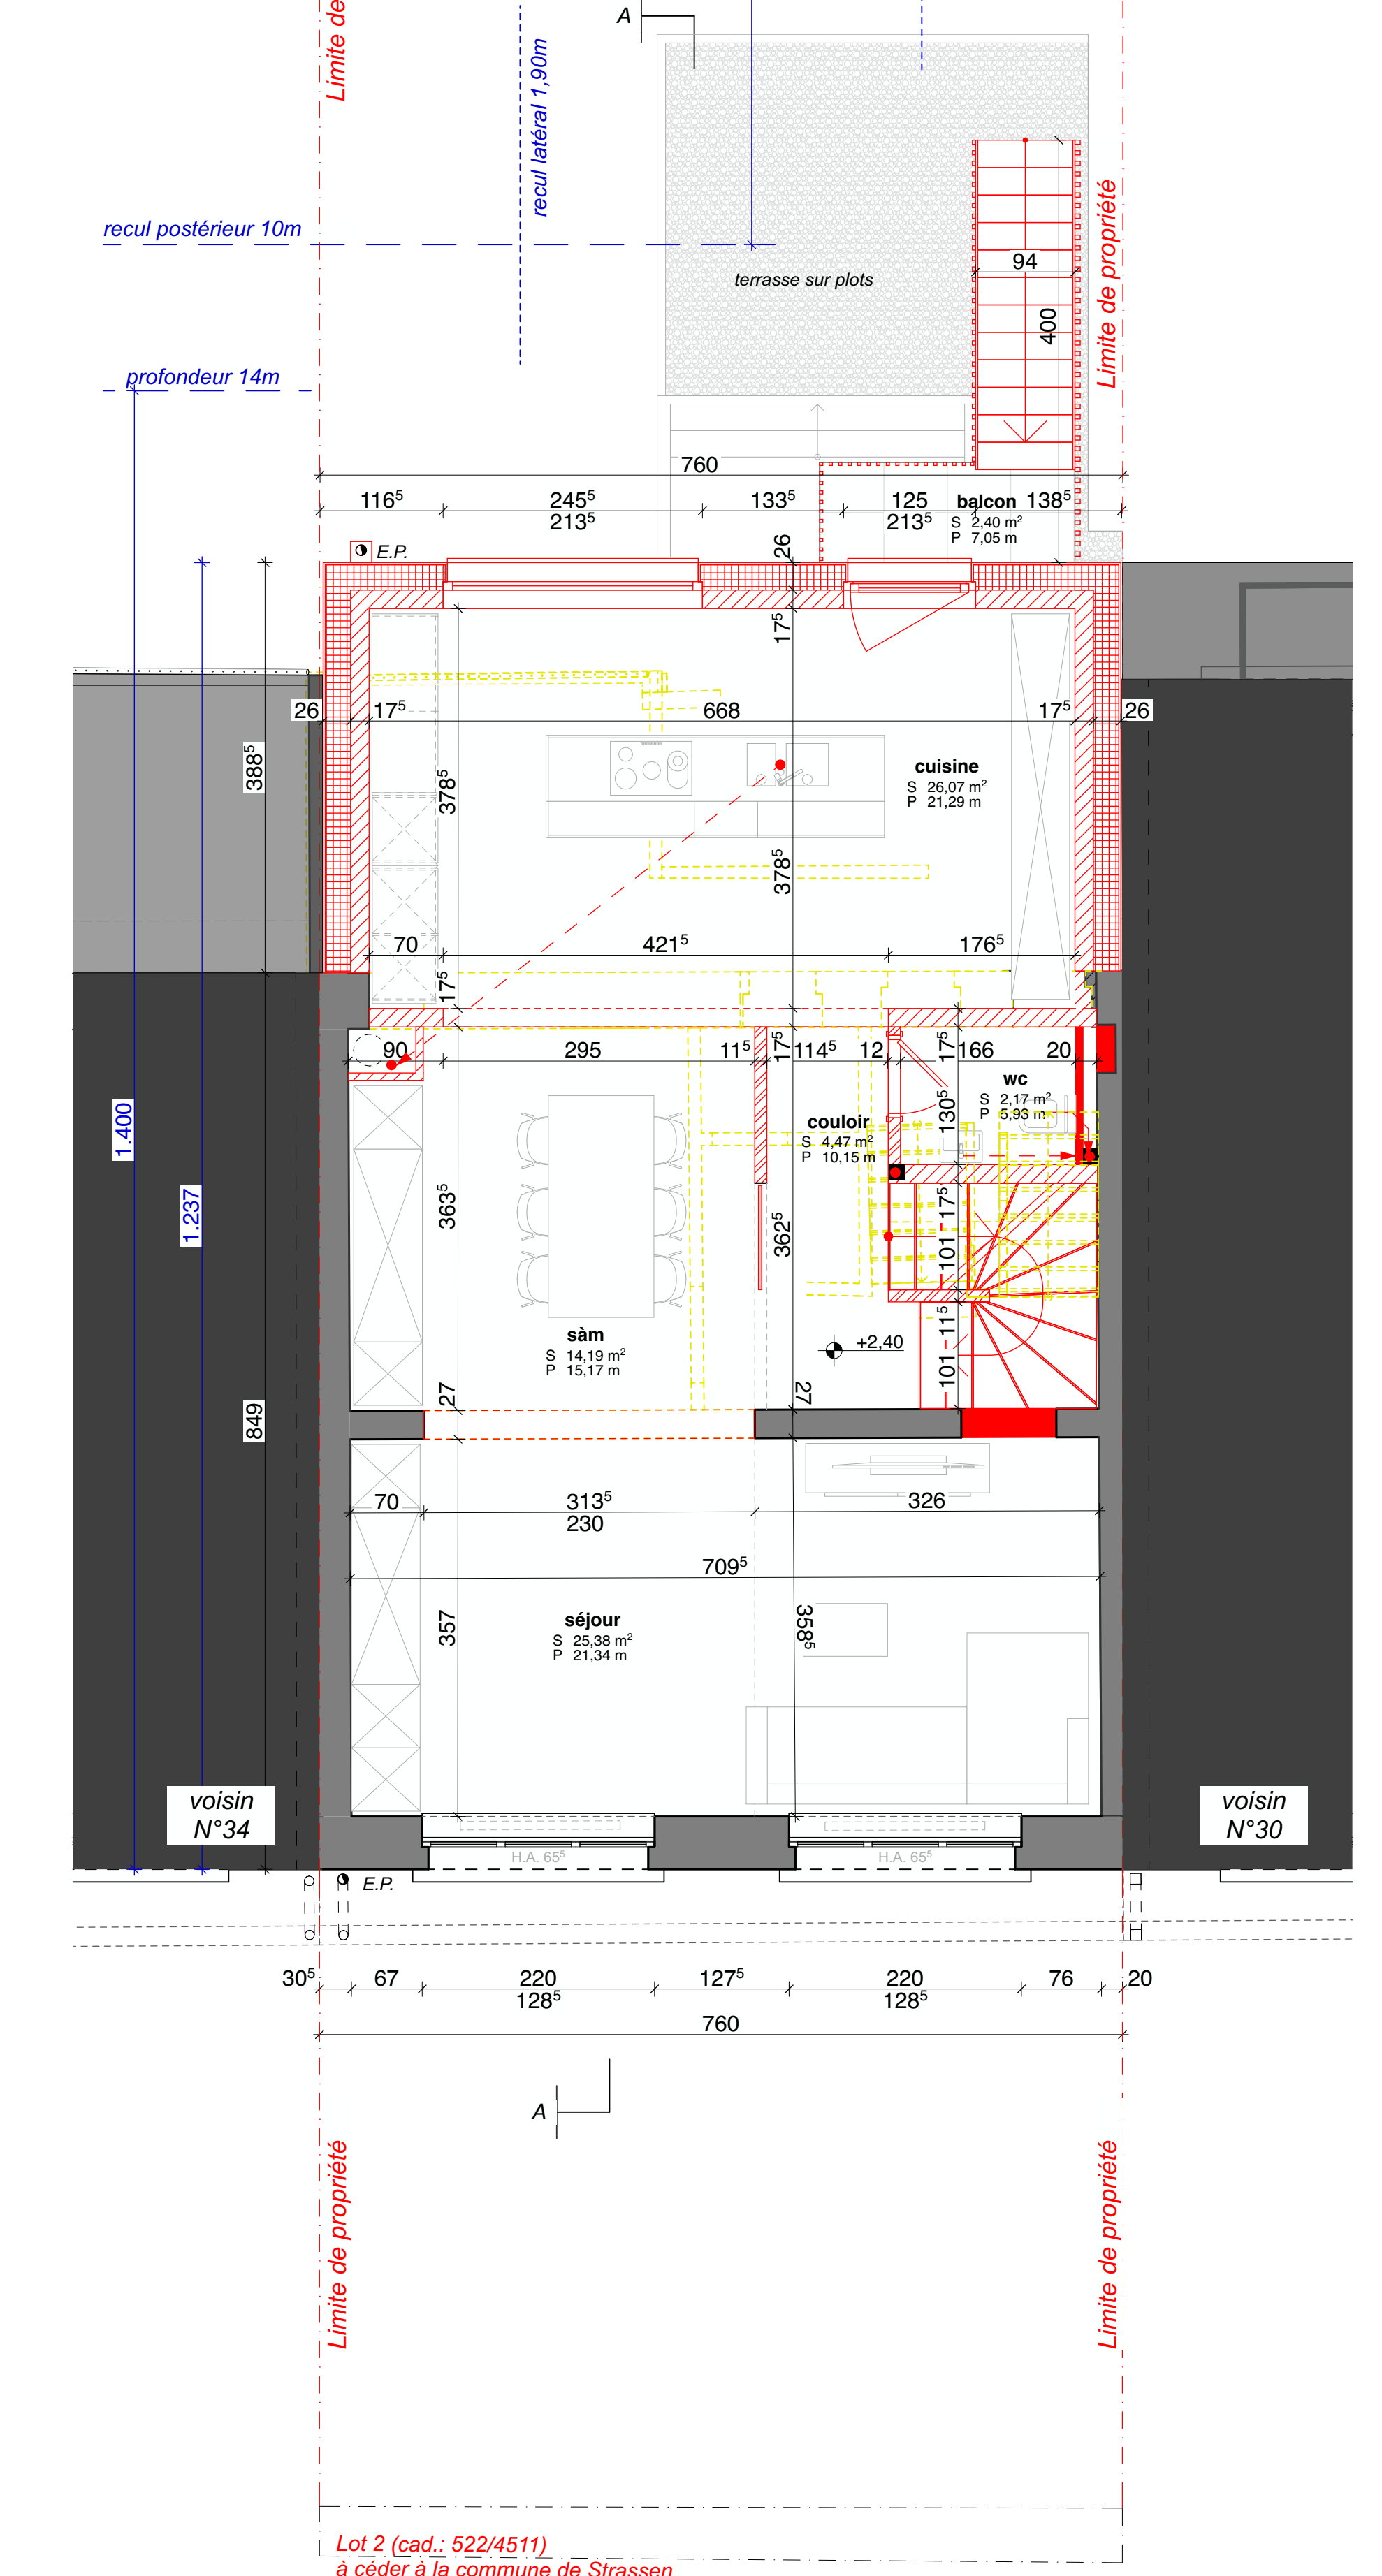 A
Limite de
recul latéral 1,90m
recul postérieur 10m
Limite de propriété
94
terrasse sur plots
400
profondeur 14m
760
116⁵ 245⁵ 133⁵ 125 138⁵
213⁵ 213⁵
balcon
S 2,40 m²
P 7,05 m
26
E.P.
17⁵
26 17⁵ 668 17⁵ 26
388⁵
378⁵
cuisine
S 26,07 m²
P 21,29 m
378⁵
70 421⁵ 176⁵
17⁵
90 295 11⁵ 17⁵ 114⁵ 12 17⁵ 166 20
wc
S 2,17 m²
P 5,93 m
130⁵
couloir
S 4,47 m²
P 10,15 m
1.400
1.237
363⁵
362⁵
17⁵
101
11⁵
101
sàm
S 14,19 m²
P 15,17 m
+2,40
27
27
849
70 313⁵ 326
230
709⁵
357
358⁵
séjour
S 25,38 m²
P 21,34 m
voisin
N°34
voisin
N°30
H.A. 65⁵
H.A. 65⁵
E.P.
30⁵ 67 220 127⁵ 220 76 20
128⁵ 128⁵
760
A
Limite de propriété
Limite de propriété
Lot 2 (cad.: 522/4511)
à céder à la commune de Strassen